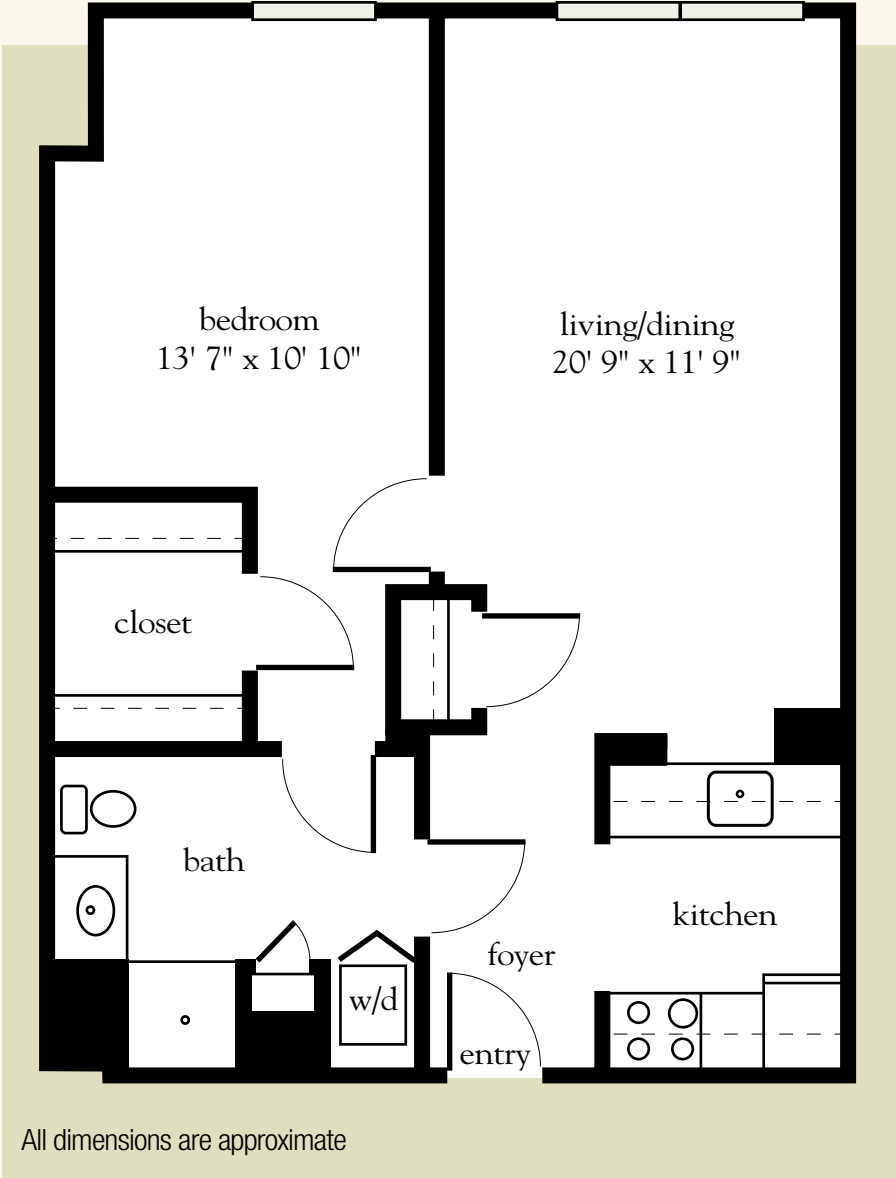 bedroom
13' 7" x 10' 10"
living/dining
20' 9" x 11' 9"
closet
bath
kitchen
foyer
w/d
entry
All dimensions are approximate